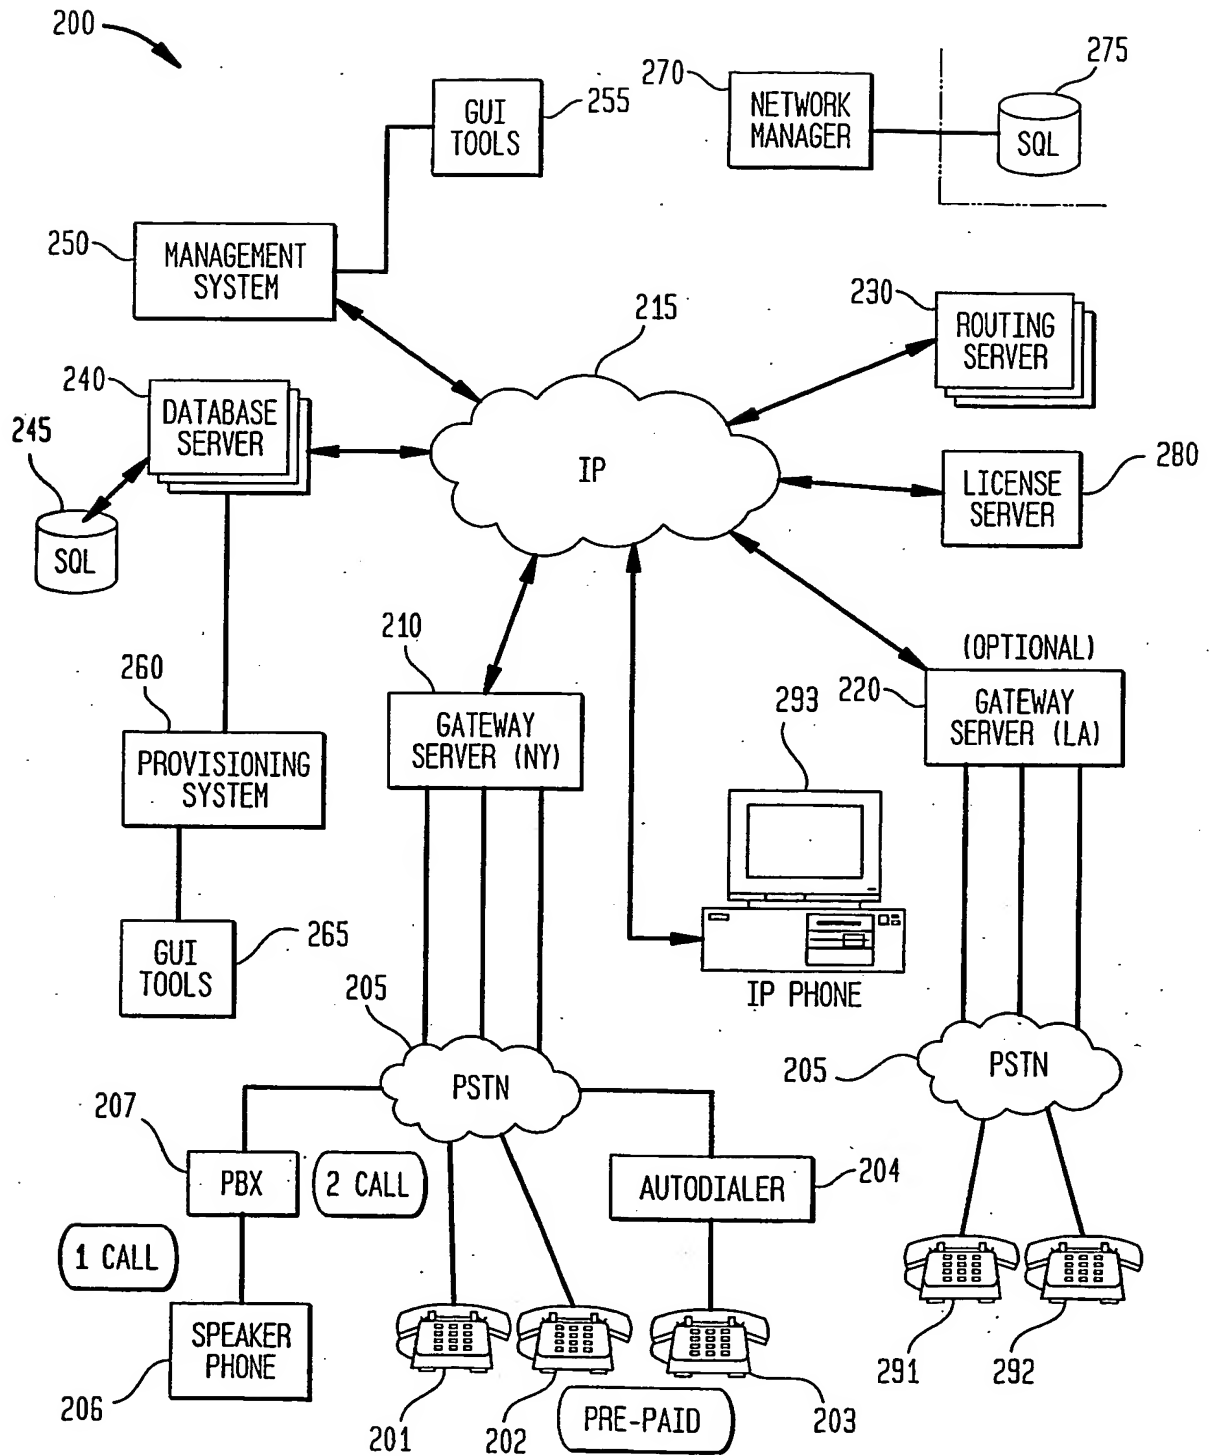 200
GUI
TOOLS
255
270
NETWORK
MANAGER
275
SQL
250
MANAGEMENT
SYSTEM
215
230
ROUTING
SERVER
240
DATABASE
SERVER
245
SQL
IP
280
LICENSE
SERVER
210
GATEWAY
SERVER (NY)
(OPTIONAL)
220
GATEWAY
SERVER (LA)
260
PROVISIONING
SYSTEM
293
IP PHONE
265
GUI
TOOLS
205
PSTN
205
PSTN
207
PBX
2 CALL
204
AUTODIALER
1 CALL
SPEAKER
PHONE
206
201
202
PRE-PAID
203
291
292